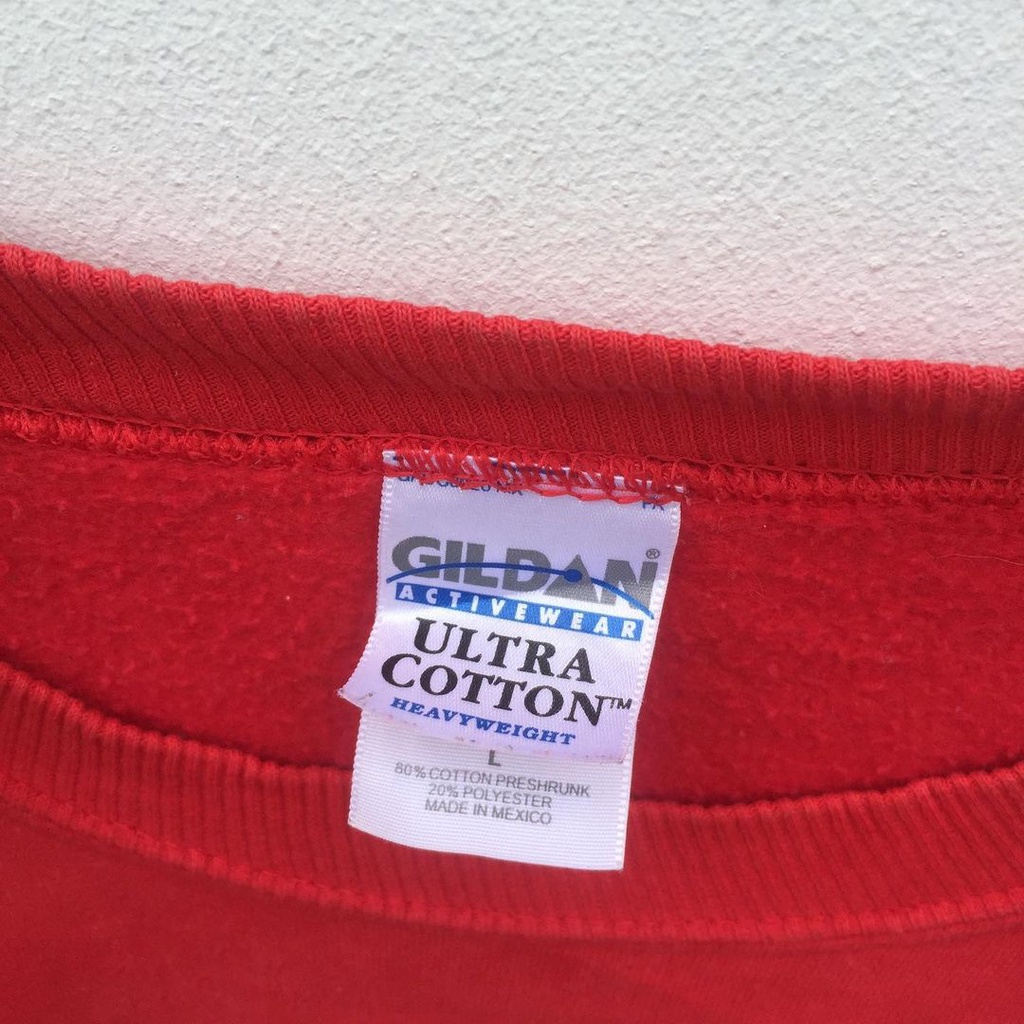 GILDAN®
ACTIVEWEAR
ULTRA
COTTON™
HEAVYWEIGHT
L
80% COTTON PRESHRUNK
20% POLYESTER
MADE IN MEXICO